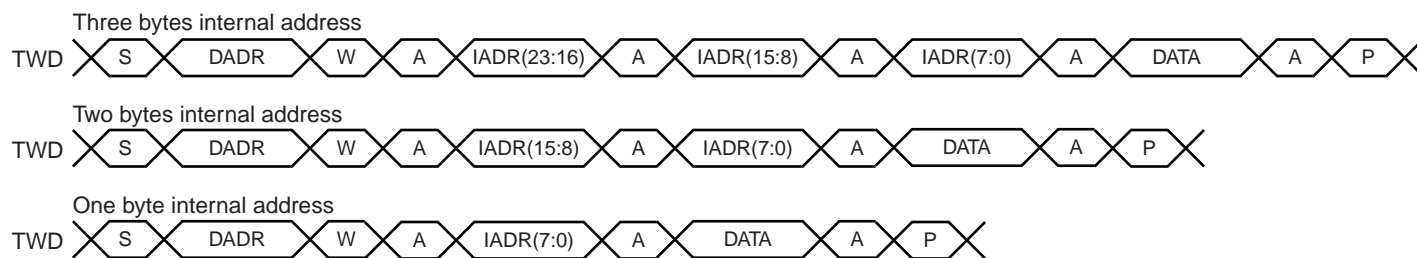 Three bytes internal address
TWD S DADR W A IADR(23:16) A IADR(15:8) A IADR(7:0) A DATA A P
Two bytes internal address
TWD S DADR W A IADR(15:8) A IADR(7:0) A DATA A P
One byte internal address
TWD S DADR W A IADR(7:0) A DATA A P